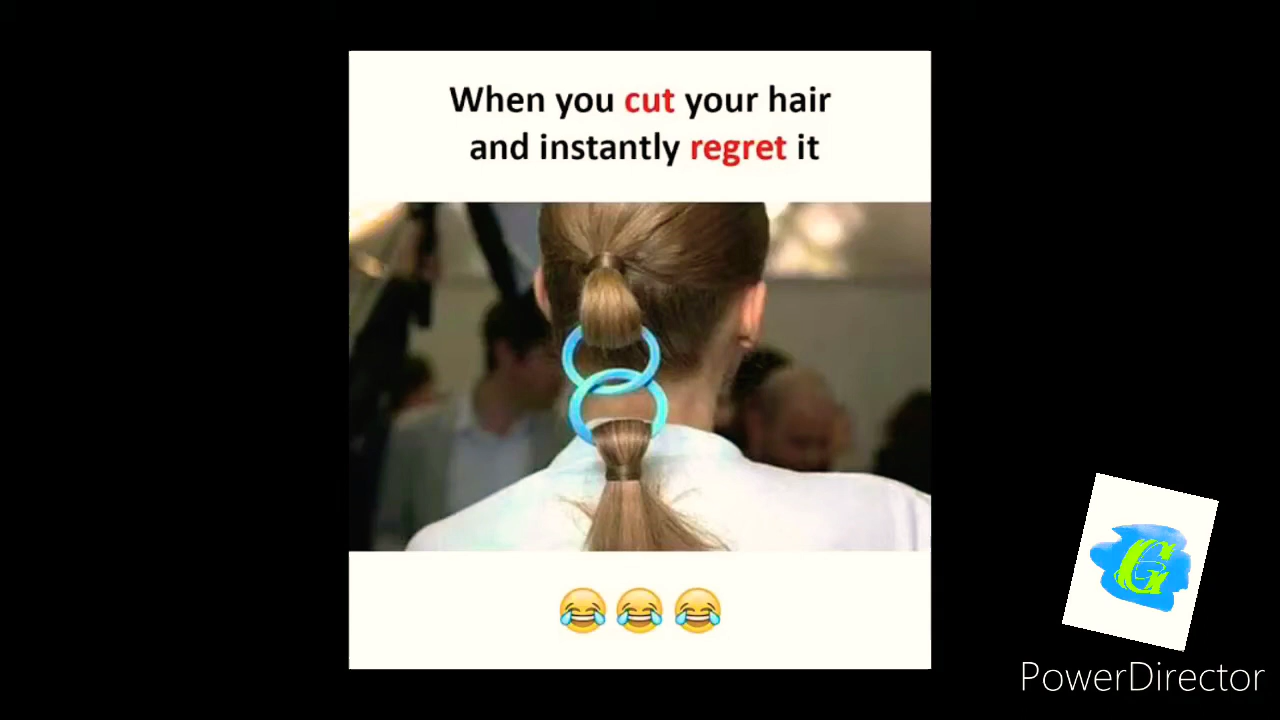 When you cut your hair
and instantly regret it
😂😂😂
G
PowerDirector